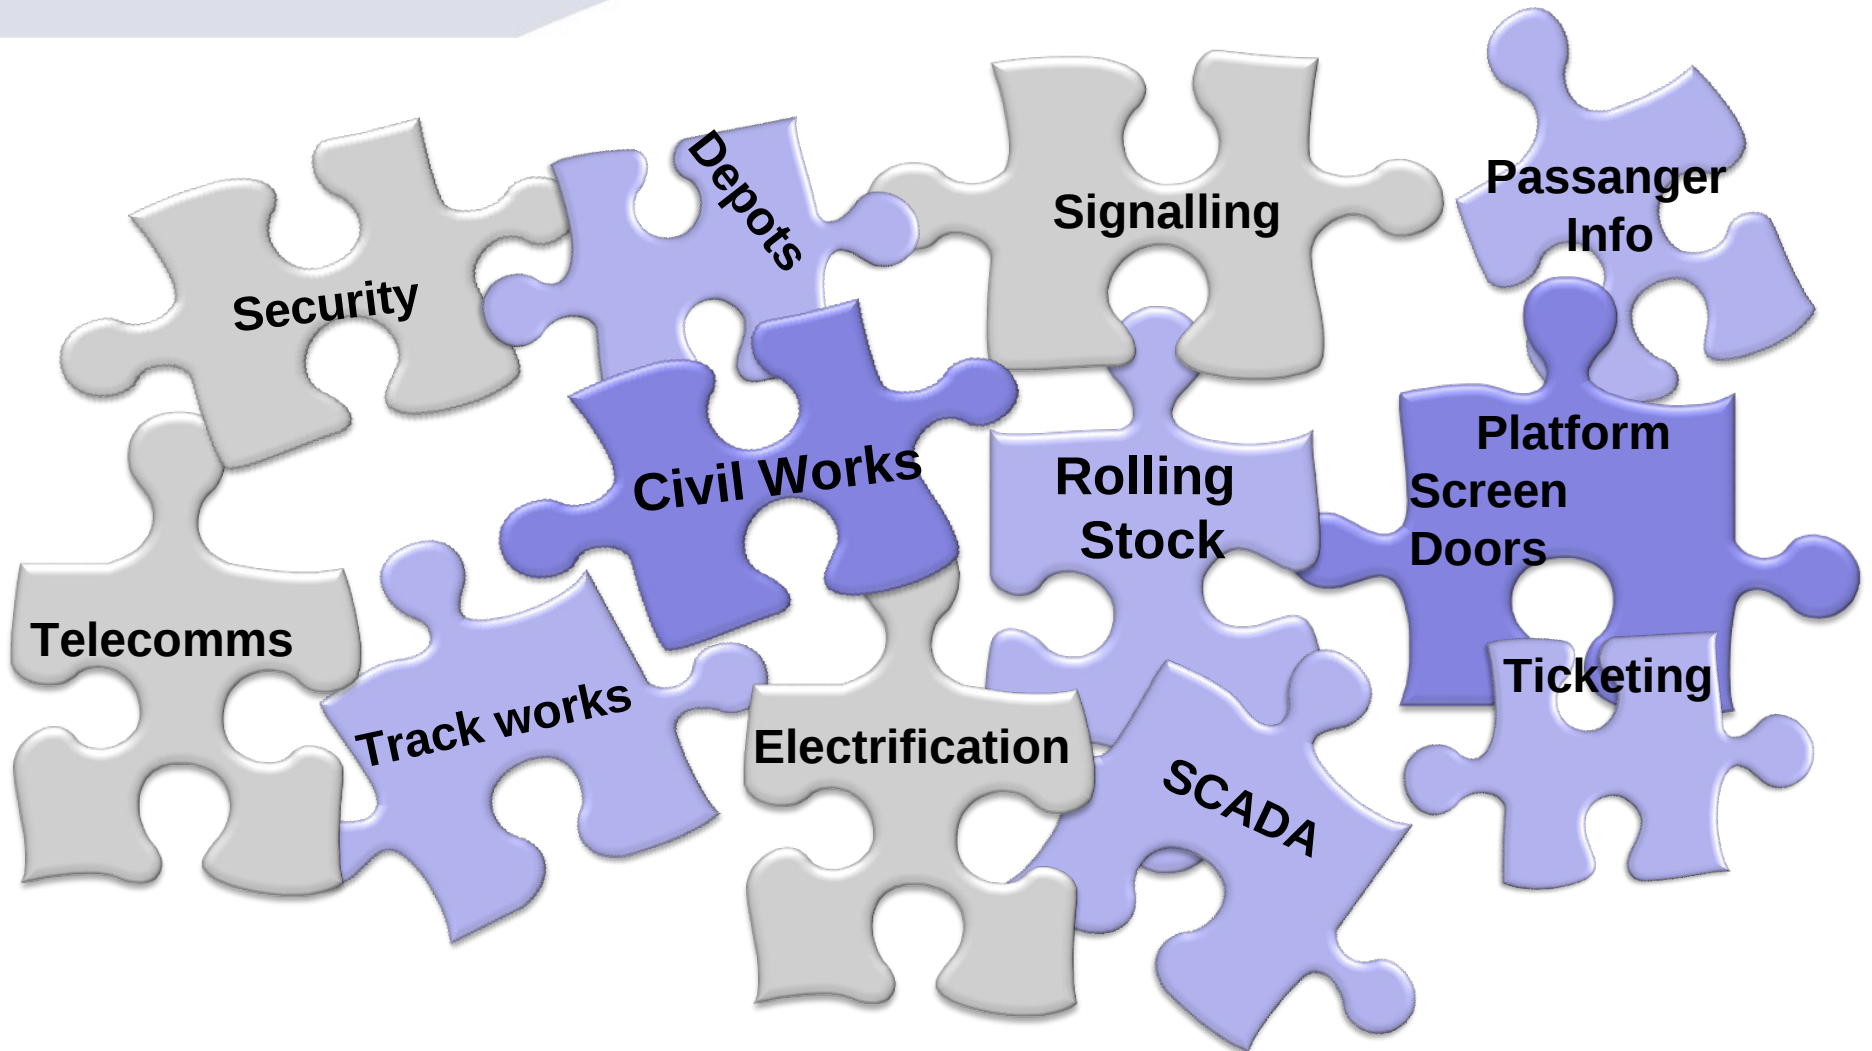 Security
Depots
Signalling
Passanger
Info
Civil Works
Rolling
Stock
Platform
Screen
Doors
Telecomms
Track works
Electrification
SCADA
Ticketing